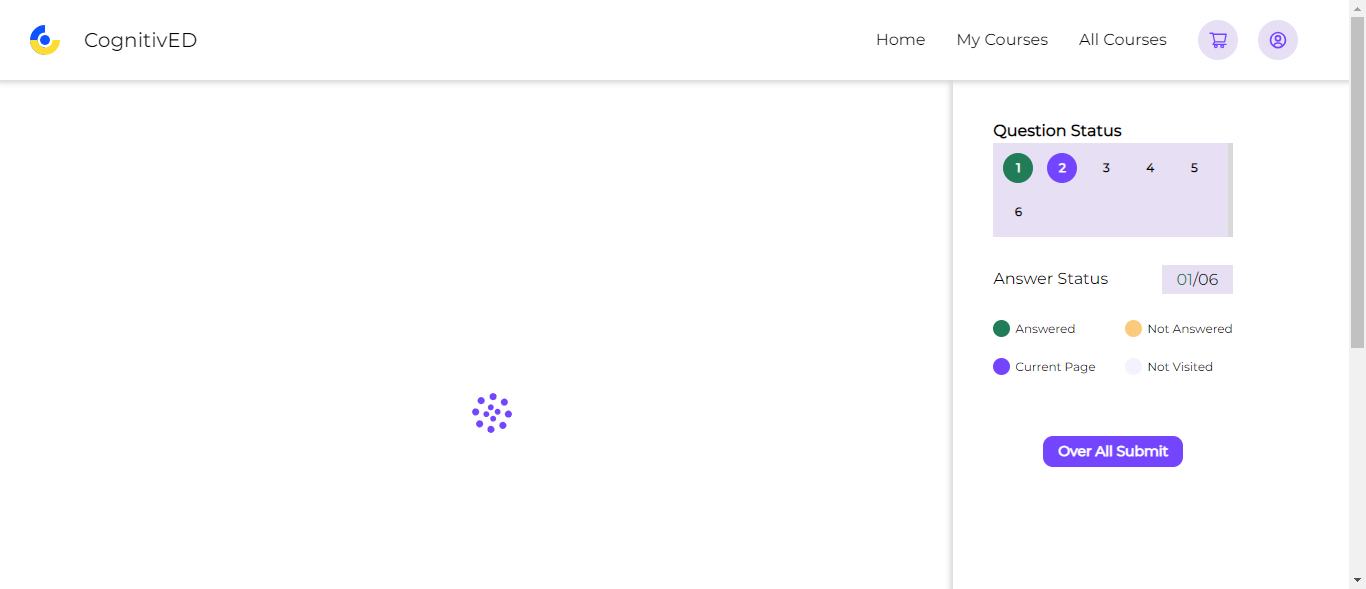 CognitivED
Home My Courses All Courses
Question Status
1 2 3 4 5
6
Answer Status 01/06
Answered Not Answered
Current Page Not Visited
Over All Submit